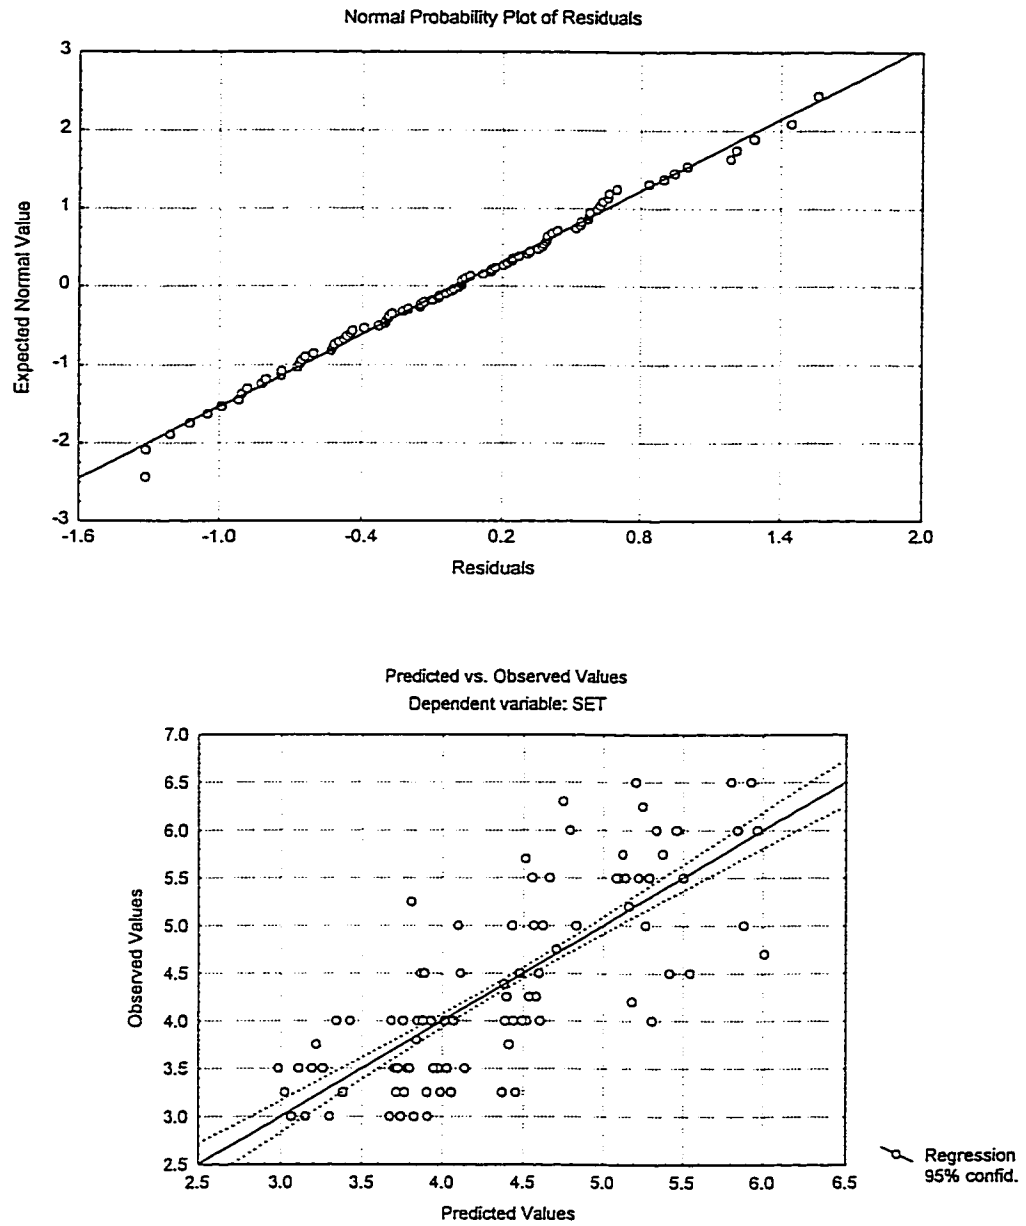 Normal Probability Plot of Residuals
Expected Normal Value
3
2
1
0
-1
-2
-3
-1.6 -1.0 -0.4 0.2 0.8 1.4 2.0
Residuals
Predicted vs. Observed Values
Dependent variable: SET
Observed Values
7.0
6.5
6.0
5.5
5.0
4.5
4.0
3.5
3.0
2.5
2.5 3.0 3.5 4.0 4.5 5.0 5.5 6.0 6.5
Predicted Values
Regression
95% confid.